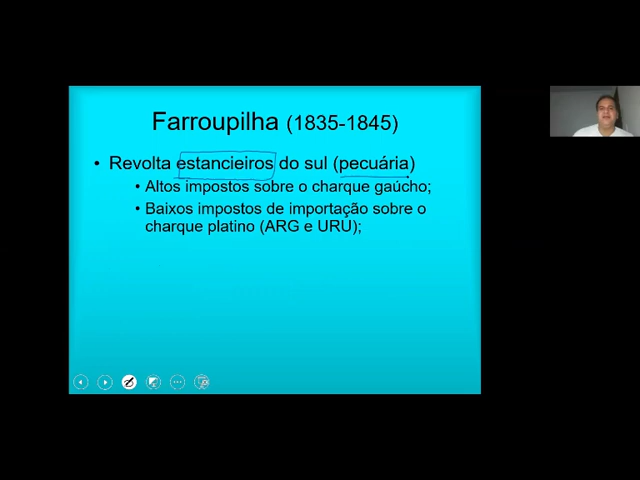 Farroupilha (1835-1845)
• Revolta estancieiros do sul (pecuária)
• Altos impostos sobre o charque gaúcho;
• Baixos impostos de importação sobre o
charque platino (ARG e URU);